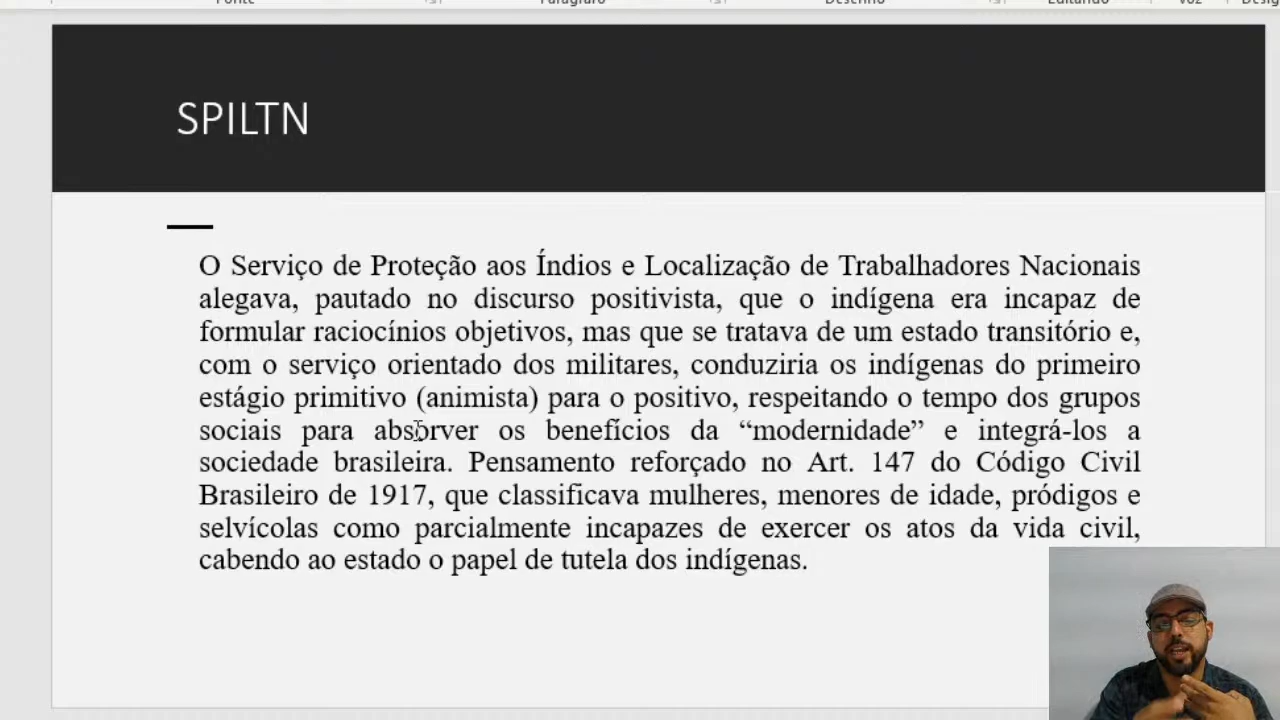 Fonte
Parágrafo
Desenho
Editando
Voz
SPILTN
O Serviço de Proteção aos Índios e Localização de Trabalhadores Nacionais
alegava, pautado no discurso positivista, que o indígena era incapaz de
formular raciocínios objetivos, mas que se tratava de um estado transitório e,
com o serviço orientado dos militares, conduziria os indígenas do primeiro
estágio primitivo (animista) para o positivo, respeitando o tempo dos grupos
sociais para absorver os benefícios da “modernidade” e integrá-los a
sociedade brasileira. Pensamento reforçado no Art. 147 do Código Civil
Brasileiro de 1917, que classificava mulheres, menores de idade, pródigos e
selvícolas como parcialmente incapazes de exercer os atos da vida civil,
cabendo ao estado o papel de tutela dos indígenas.